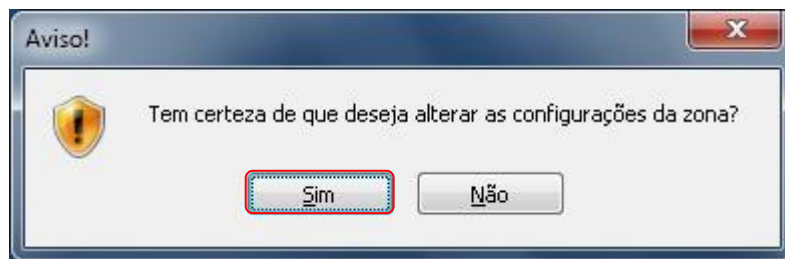 Aviso!
Tem certeza de que deseja alterar as configurações da zona?
Sim Não